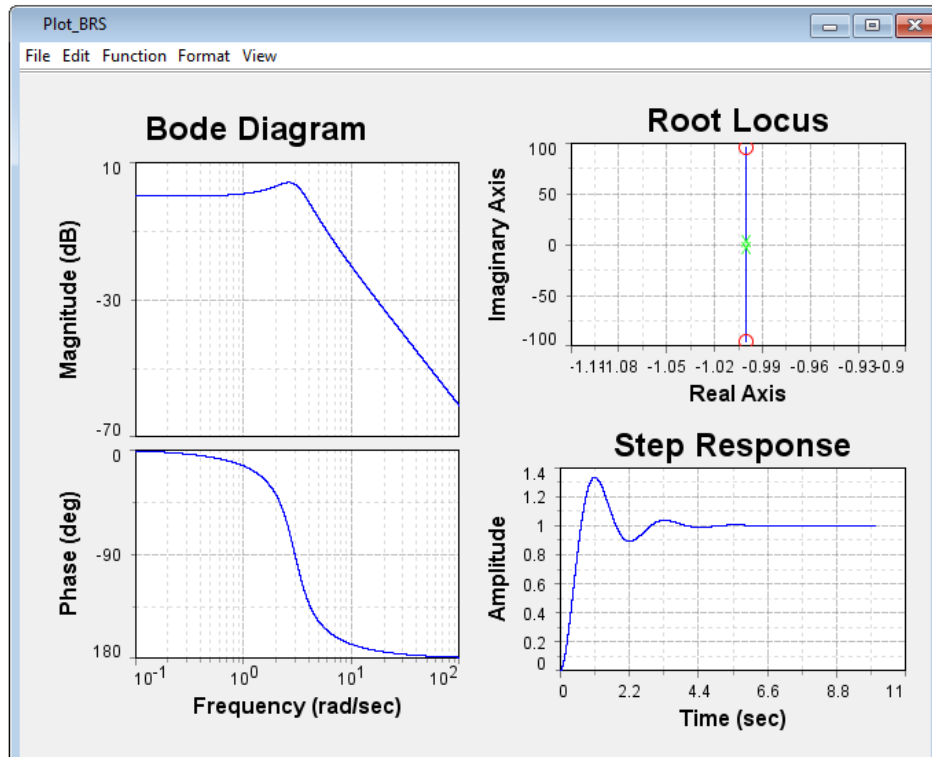 Plot_BRS
File Edit Function Format View
Bode Diagram
10
-30
-70
Magnitude (dB)
0
-90
180
Phase (deg)
10-1 100 101 102
Frequency (rad/sec)
Root Locus
100
50
0
-50
-100
Imaginary Axis
-1.11 -1.08 -1.05 -1.02 -0.99 -0.96 -0.93 -0.9
Real Axis
Step Response
1.4
1.2
1
0.8
0.6
0.4
0.2
0
Amplitude
0 2.2 4.4 6.6 8.8 11
Time (sec)